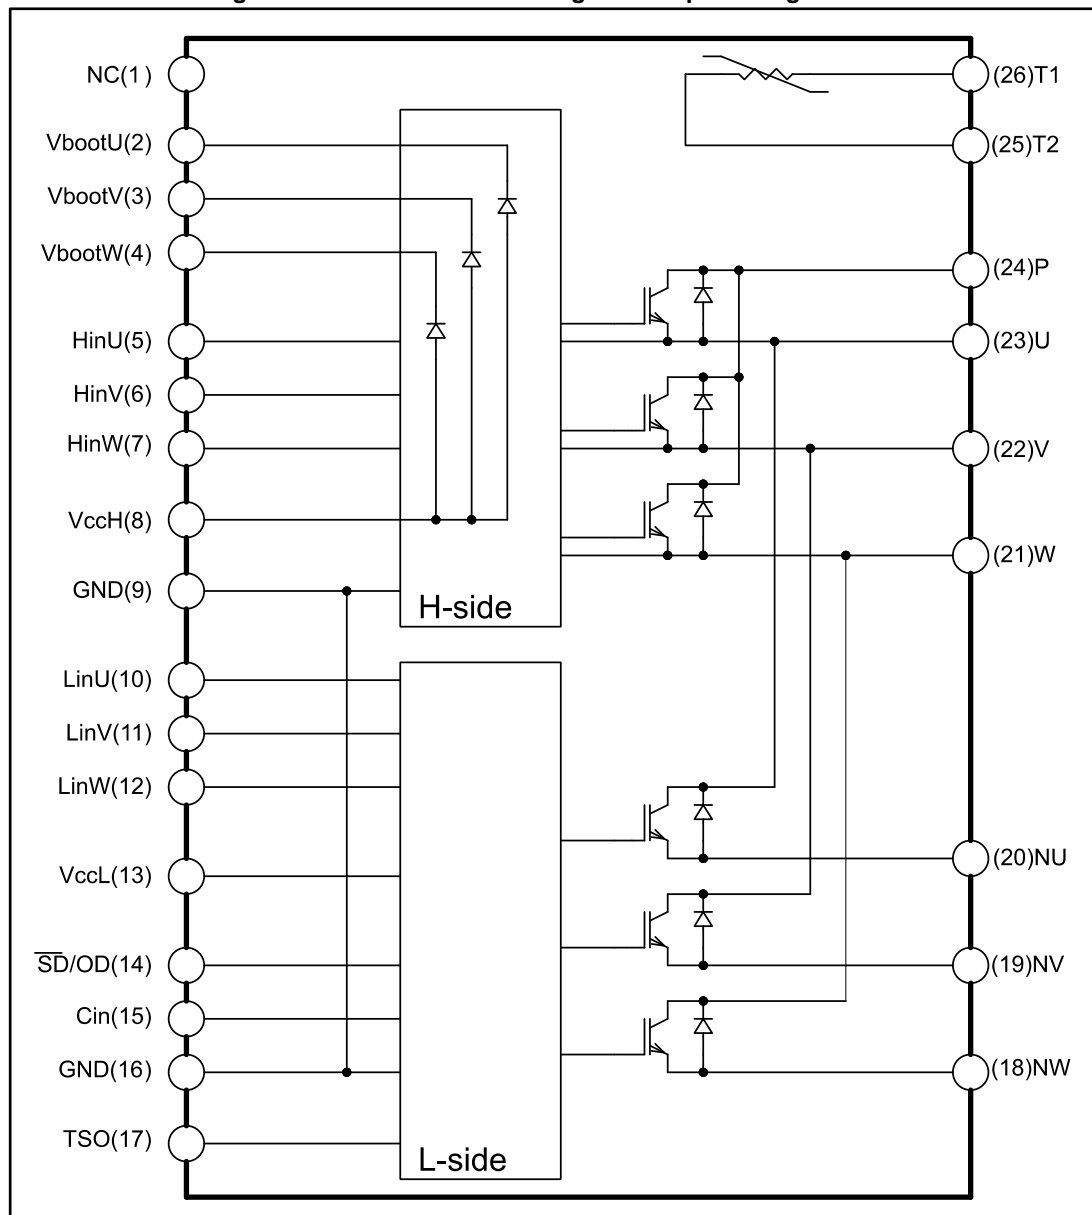 NC(1)
VbootU(2)
VbootV(3)
VbootW(4)
HinU(5)
HinV(6)
HinW(7)
VccH(8)
GND(9)
LinU(10)
LinV(11)
LinW(12)
VccL(13)
S̅D̅/OD(14)
Cin(15)
GND(16)
TSO(17)
H-side
L-side
(26)T1
(25)T2
(24)P
(23)U
(22)V
(21)W
(20)NU
(19)NV
(18)NW